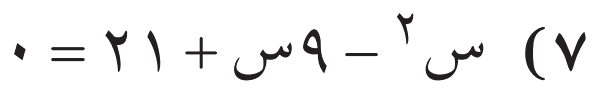 ٧) س٢ − ٩س + ٢١ = ٠